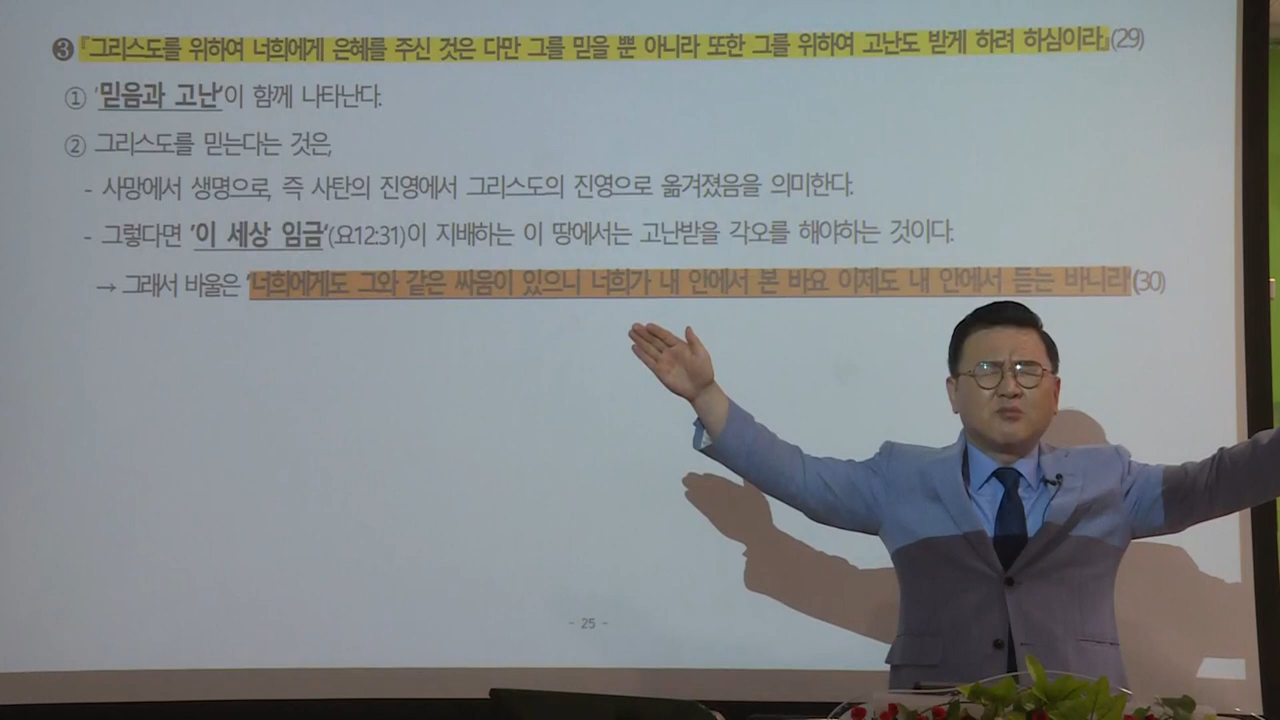 ❸ 『그리스도를 위하여 너희에게 은혜를 주신 것은 다만 그를 믿을 뿐 아니라 또한 그를 위하여 고난도 받게 하려 하심이라』(29)
① ‘믿음과 고난’이 함께 나타난다.
② 그리스도를 믿는다는 것은,
- 사망에서 생명으로, 즉 사탄의 진영에서 그리스도의 진영으로 옮겨졌음을 의미한다.
- 그렇다면 ‘이 세상 임금’(요12:31)이 지배하는 이 땅에서는 고난받을 각오를 해야하는 것이다.
→ 그래서 바울은 ‘너희에게도 그와 같은 싸움이 있으니 너희가 내 안에서 본 바요 이제도 내 안에서 듣는 바니라’(30)
- 25 -